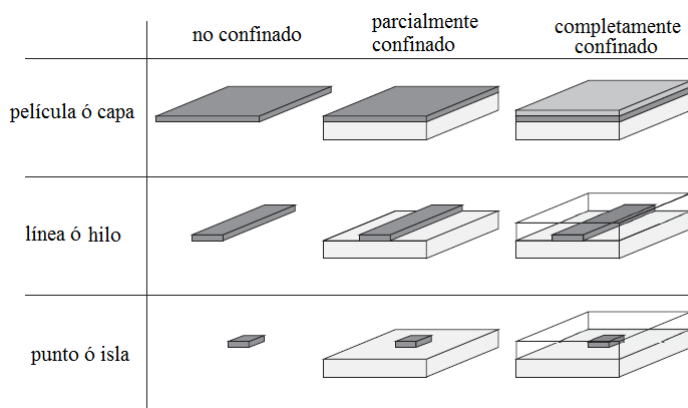 no confinado
parcialmente
confinado
completamente
confinado
película ó capa
línea ó hilo
punto ó isla